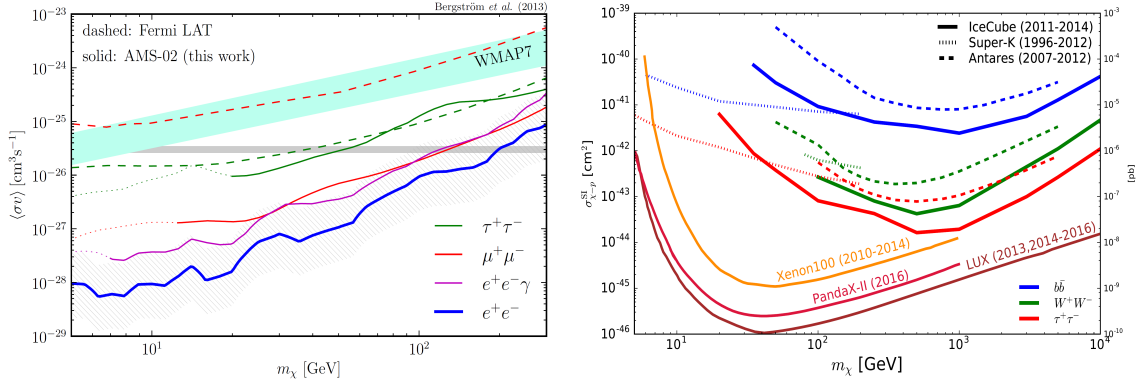 Bergström et al. (2013)
dashed: Fermi LAT
solid: AMS-02 (this work)
WMAP7
10^{-23}
10^{-24}
10^{-25}
10^{-26}
10^{-27}
10^{-28}
10^{-29}
⟨σv⟩ [cm^3 s^{-1}]
τ^+τ^-
μ^+μ^-
e^+e^-γ
e^+e^-
10^1
10^2
m_χ [GeV]
IceCube (2011-2014)
Super-K (1996-2012)
Antares (2007-2012)
10^{-40}
10^{-41}
10^{-42}
10^{-43}
10^{-44}
10^{-45}
10^{-46}
σ^{SI}_{χ-p} [cm^2]
10^{-3}
10^{-4}
10^{-5}
10^{-6}
10^{-7}
10^{-8}
10^{-9}
10^{-10}
[pb]
Xenon100 (2010-2014)
PandaX-II (2016)
LUX (2013,2014-2016)
bb̄
W^+W^-
τ^+τ^-
10^1
10^2
10^3
10^4
m_χ [GeV]